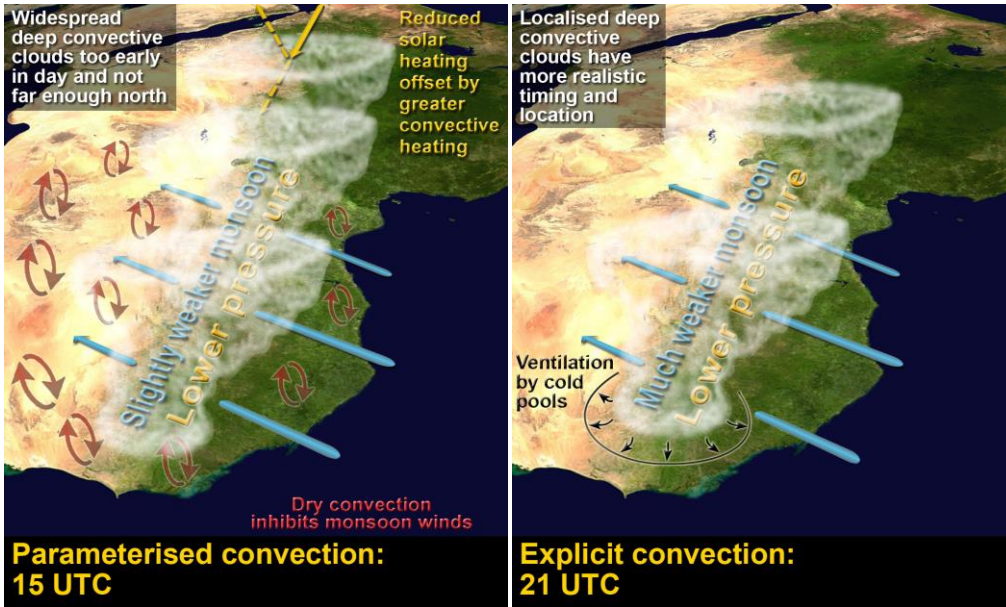 Widespread
deep convective
clouds too early
in day and not
far enough north
Reduced
solar
heating
offset by
greater
convective
heating
Slightly weaker monsoon
Lower pressure
Dry convection
inhibits monsoon winds
Parameterised convection:
15 UTC
Localised deep
convective
clouds have
more realistic
timing and
location
Much weaker monsoon
Lower pressure
Ventilation
by cold
pools
Explicit convection:
21 UTC